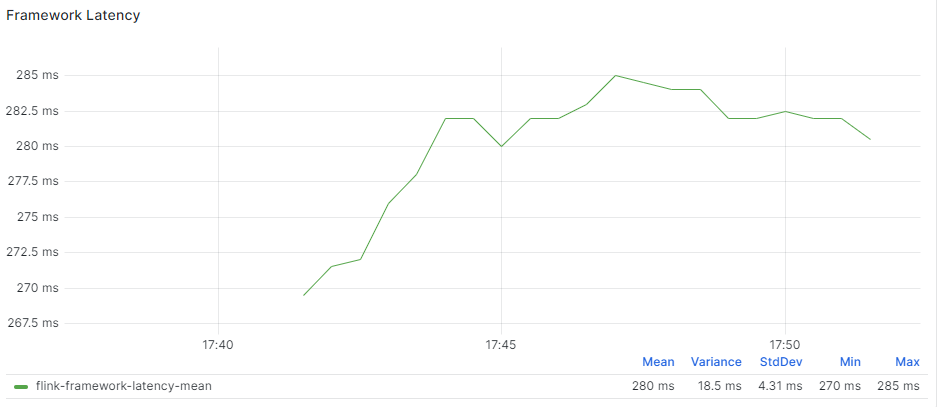 Framework Latency
285 ms
282.5 ms
280 ms
277.5 ms
275 ms
272.5 ms
270 ms
267.5 ms
17:40 17:45 17:50
Mean Variance StdDev Min Max
flink-framework-latency-mean 280 ms 18.5 ms 4.31 ms 270 ms 285 ms